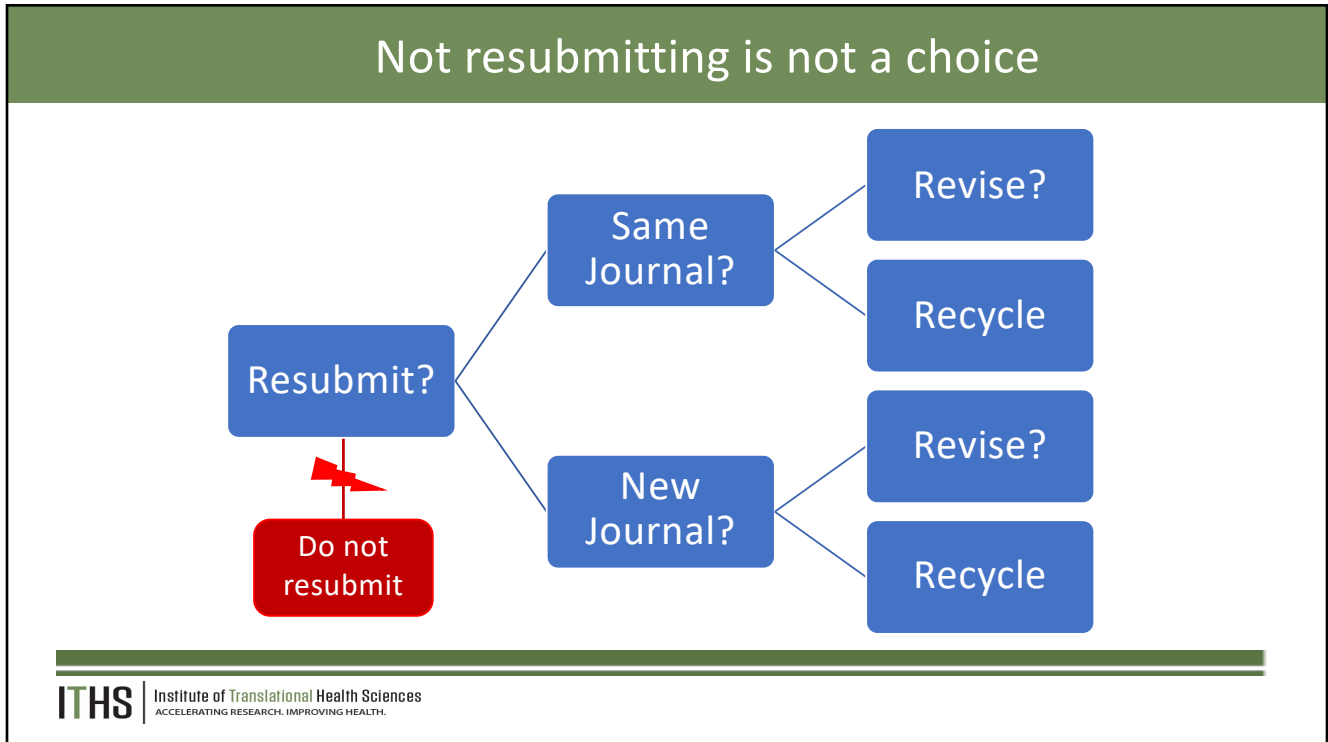 Not resubmitting is not a choice
Resubmit?
Do not
resubmit
Same
Journal?
New
Journal?
Revise?
Recycle
Revise?
Recycle
ITHS
Institute of Translational Health Sciences
ACCELERATING RESEARCH. IMPROVING HEALTH.